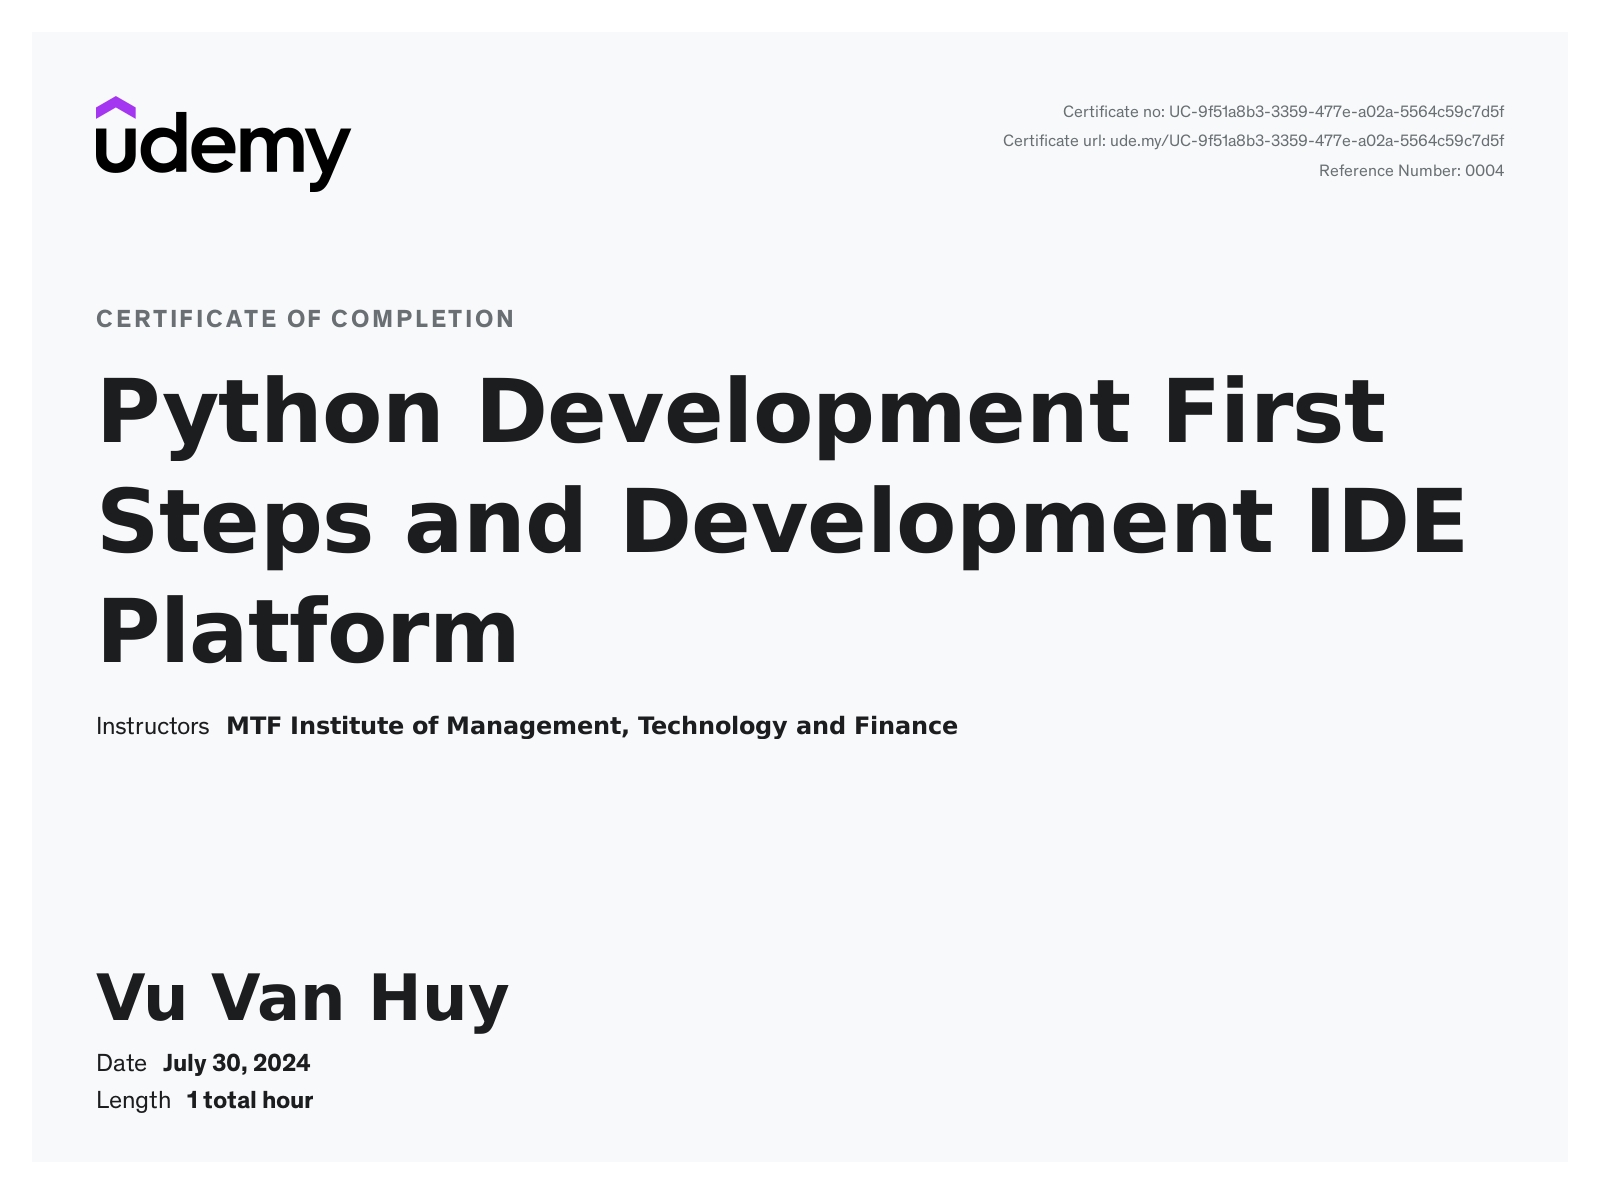 udemy
Certificate no: UC-9f51a8b3-3359-477e-a02a-5564c59c7d5f
Certificate url: ude.my/UC-9f51a8b3-3359-477e-a02a-5564c59c7d5f
Reference Number: 0004
CERTIFICATE OF COMPLETION
Python Development First
Steps and Development IDE
Platform
Instructors MTF Institute of Management, Technology and Finance
Vu Van Huy
Date July 30, 2024
Length 1 total hour